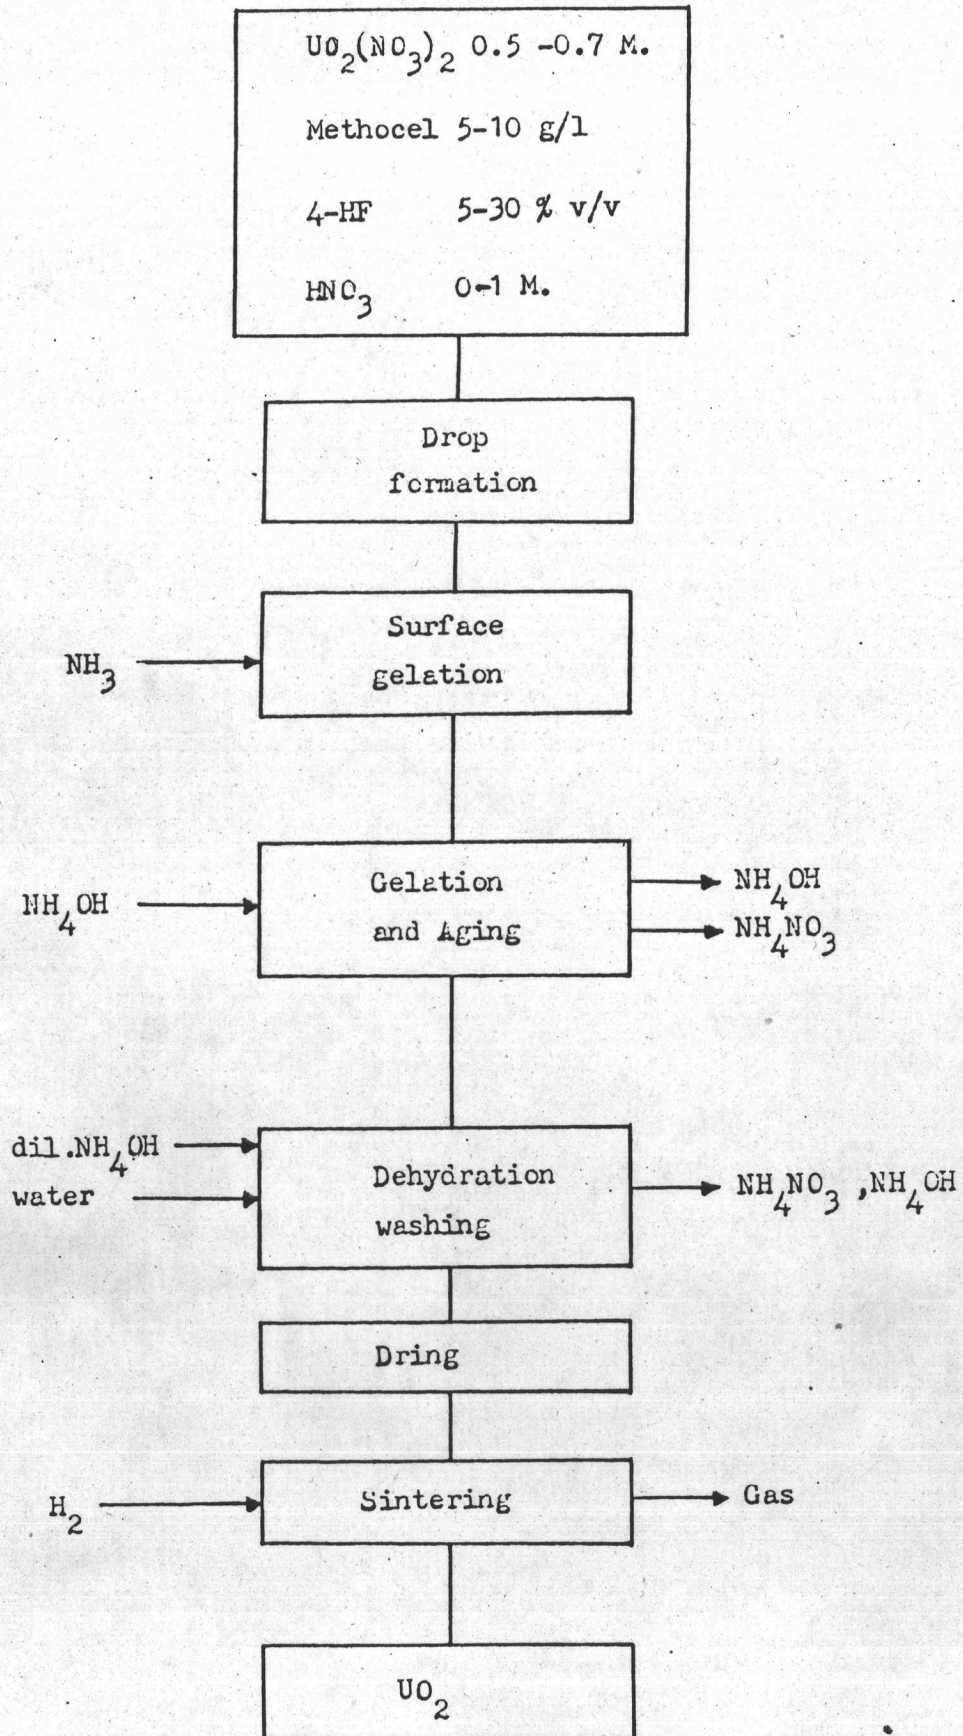 UO₂(NO₃)₂ 0.5 -0.7 M.
Methocel 5-10 g/l
4-HF 5-30 % v/v
HNO₃ 0-1 M.
Drop
formation
Surface
gelation
NH₃
Gelation
and Aging
NH₄OH
NH₄OH
NH₄NO₃
dil.NH₄OH
water
Dehydration
washing
NH₄NO₃ ,NH₄OH
Dring
H₂
Sintering
Gas
UO₂